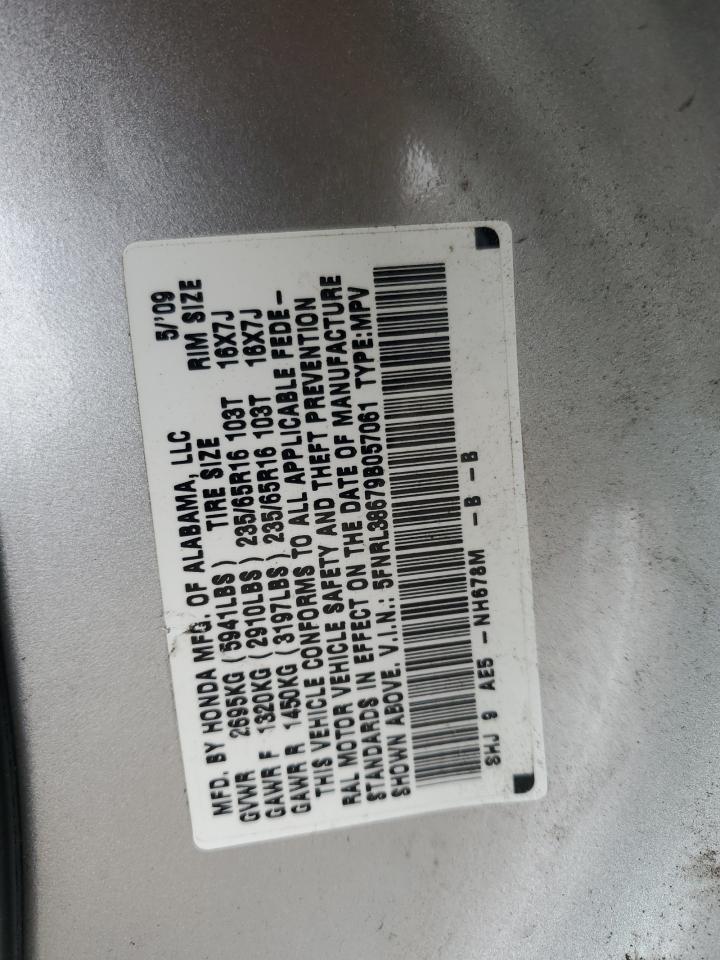 MFD. BY HONDA MFG. OF ALABAMA, LLC 5/'09
TIRE SIZE RIM SIZE
GVWR 2695KG (5941LBS)
GAWR F 1320KG (2910LBS) 235/65R16 103T 16X7J
GAWR R 1450KG (3197LBS) 235/65R16 103T 16X7J
THIS VEHICLE CONFORMS TO ALL APPLICABLE FEDE-
RAL MOTOR VEHICLE SAFETY AND THEFT PREVENTION
STANDARDS IN EFFECT ON THE DATE OF MANUFACTURE
SHOWN ABOVE. V.I.N.: 5FNRL38679B057061 TYPE:MPV
SHJ 9 AE5 - NH678M - B - B